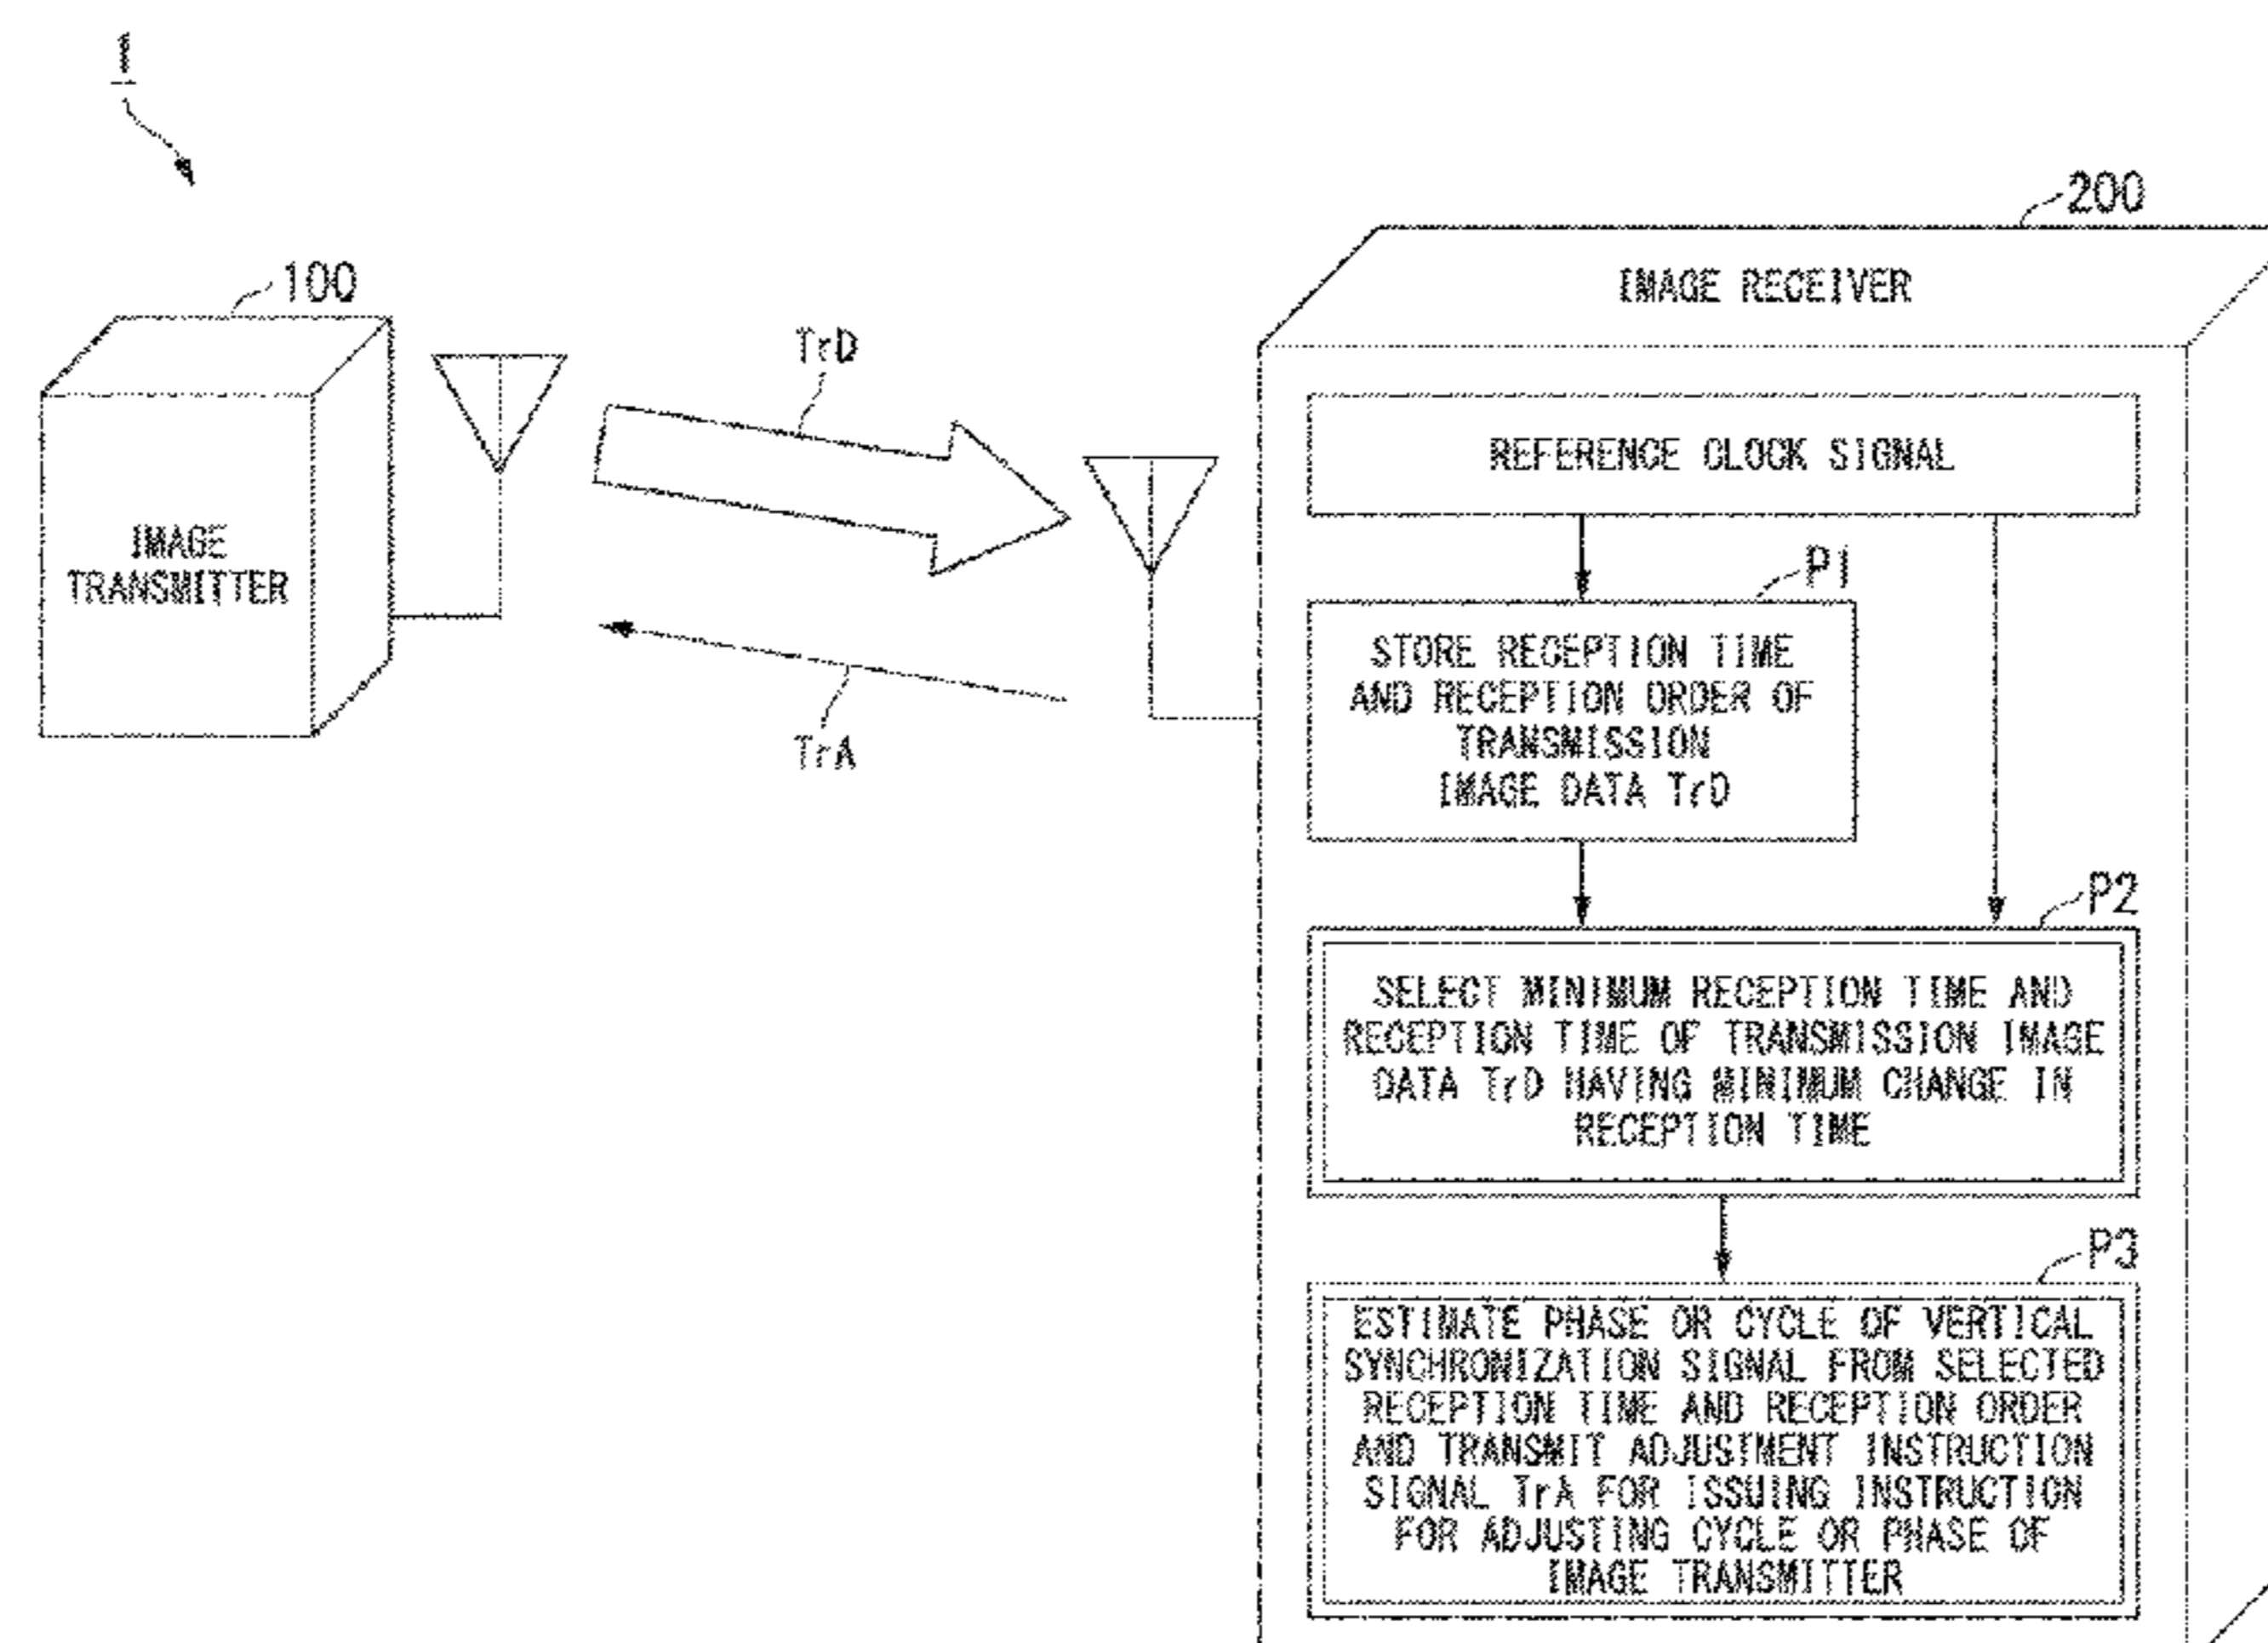 1
200
IMAGE RECEIVER
100
IMAGE
TRANSMITTER
TrD
TrA
REFERENCE CLOCK SIGNAL
P1
STORE RECEPTION TIME
AND RECEPTION ORDER OF
TRANSMISSION
IMAGE DATA TrD
P2
SELECT MINIMUM RECEPTION TIME AND
RECEPTION TIME OF TRANSMISSION IMAGE
DATA TrD HAVING MINIMUM CHANGE IN
RECEPTION TIME
P3
ESTIMATE PHASE OR CYCLE OF VERTICAL
SYNCHRONIZATION SIGNAL FROM SELECTED
RECEPTION TIME AND RECEPTION ORDER
AND TRANSMIT ADJUSTMENT INSTRUCTION
SIGNAL TrA FOR ISSUING INSTRUCTION
FOR ADJUSTING CYCLE OR PHASE OF
IMAGE TRANSMITTER